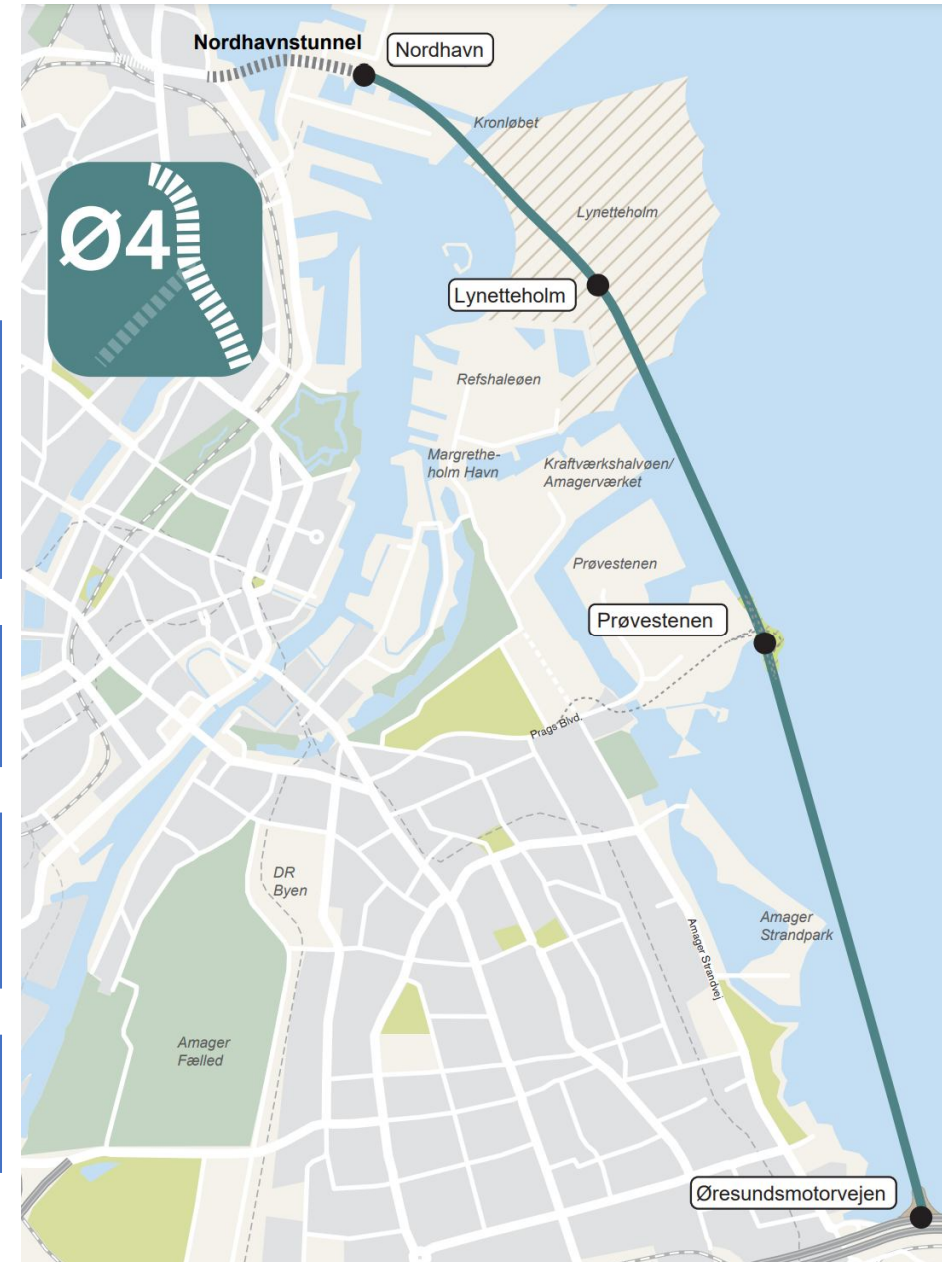 Nordhavnstunnel
Nordhavn
Kronløbet
Ø4
Lynetteholm
Lynetteholm
Refshaleøen
Margrethe-
holm Havn
Kraftværkshalvøen/
Amagerværket
Prøvestenen
Prøvestenen
Prags Blvd.
DR
Byen
Amager
Strandpark
Amager Strandvej
Amager
Fælled
Øresundsmotorvejen